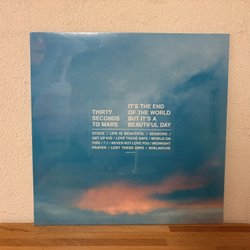 THIRTY
SECONDS
TO MARS
IT'S THE END
OF THE WORLD
BUT IT'S A
BEAUTIFUL DAY
STUCK / LIFE IS BEAUTIFUL / SEASONS /
GET UP KID / LOVE THESE DAYS / WORLD ON
FIRE / 7:1 / NEVER NOT LOVE YOU / MIDNIGHT
PRAYER / LOST THESE DAYS / AVALANCHE